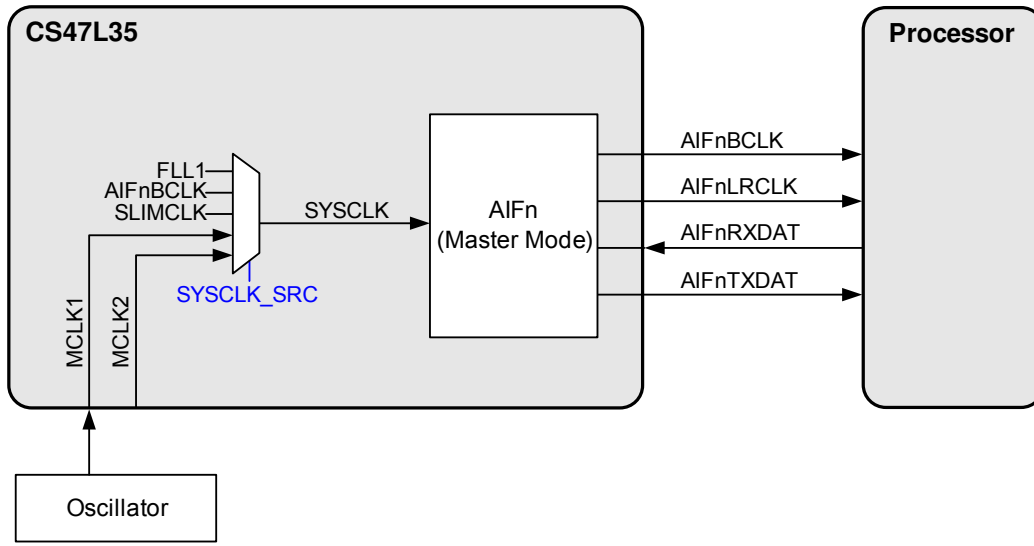 CS47L35
Processor
FLL1
AIFnBCLK
SLIMCLK
SYSCLK
SYSCLK_SRC
MCLK1
MCLK2
AIFn
(Master Mode)
AIFnBCLK
AIFnLRCLK
AIFnRXDAT
AIFnTXDAT
Oscillator